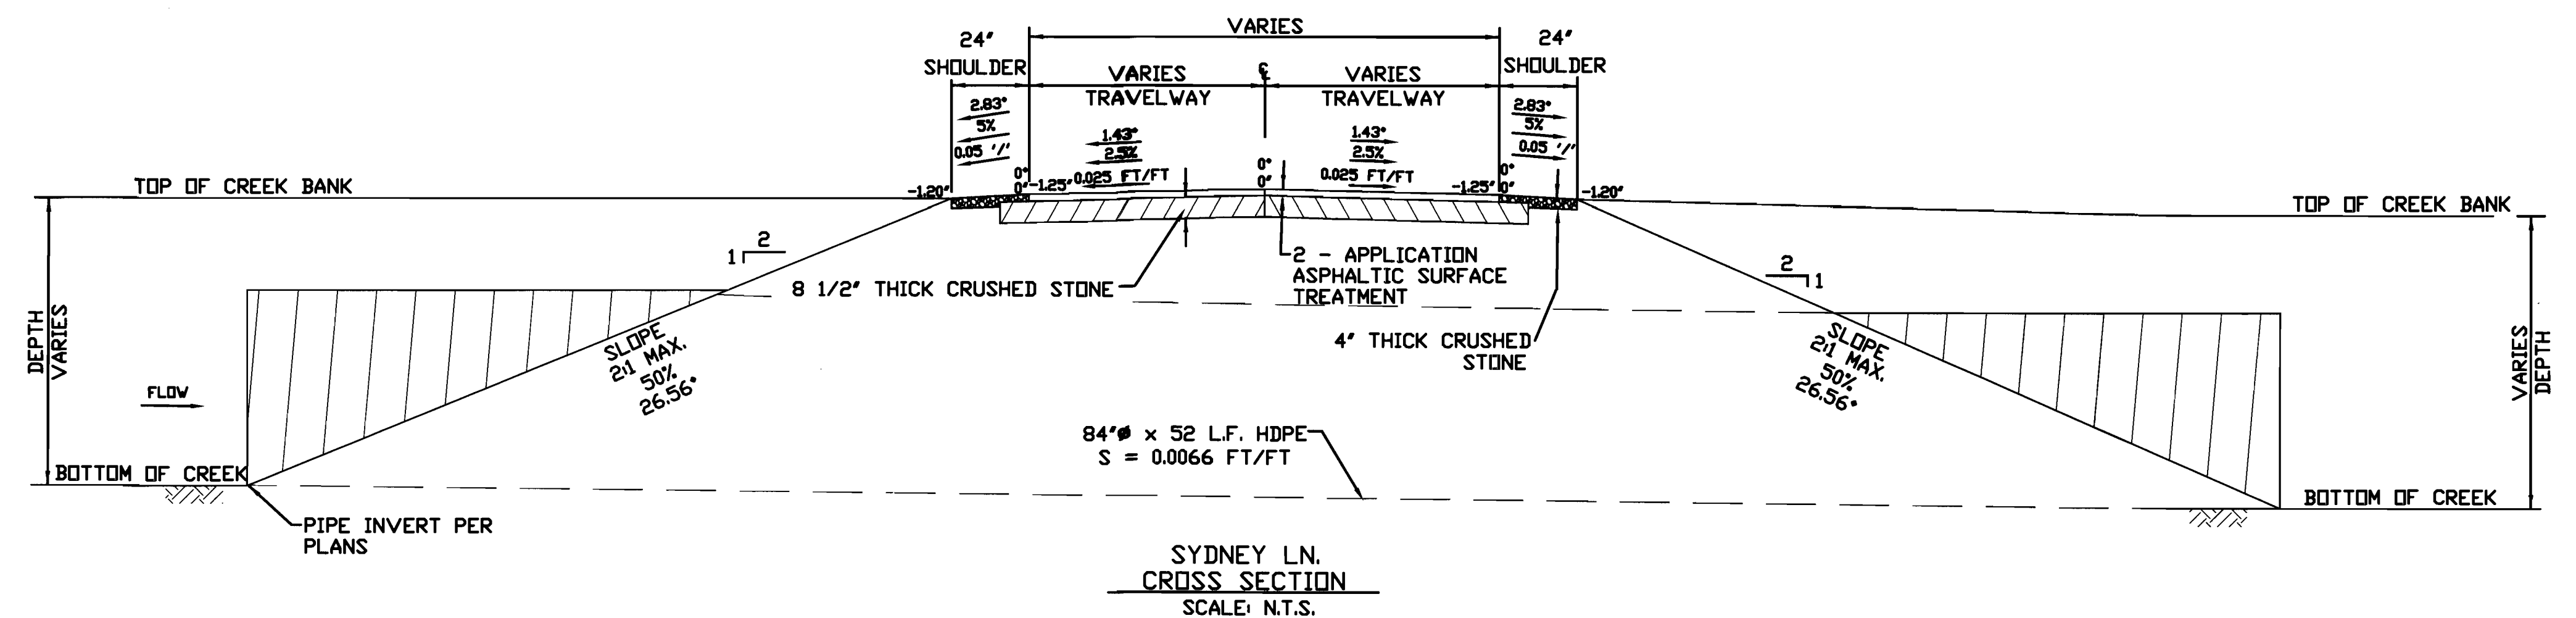 VARIES
24" SHOULDER
VARIES TRAVELWAY
℄
VARIES TRAVELWAY
24" SHOULDER
2.83°
5%
0.05 '/'
1.43°
2.5%
0.025 FT/FT
1.43°
2.5%
0.025 FT/FT
2.83°
5%
0.05 '/'
TOP OF CREEK BANK
-1.20"
0"
0"
-1.25"
0"
0"
-1.25"
0"
0"
-1.20"
TOP OF CREEK BANK
1
2
2
1
8 1/2" THICK CRUSHED STONE
2 - APPLICATION
ASPHALTIC SURFACE
TREATMENT
4" THICK CRUSHED
STONE
DEPTH
VARIES
SLOPE
2:1 MAX.
50%
26.56°
SLOPE
2:1 MAX.
50%
26.56°
VARIES
DEPTH
FLOW
84"Ø x 52 L.F. HDPE
S = 0.0066 FT/FT
BOTTOM OF CREEK
BOTTOM OF CREEK
PIPE INVERT PER
PLANS
SYDNEY LN.
CROSS SECTION
SCALE: N.T.S.